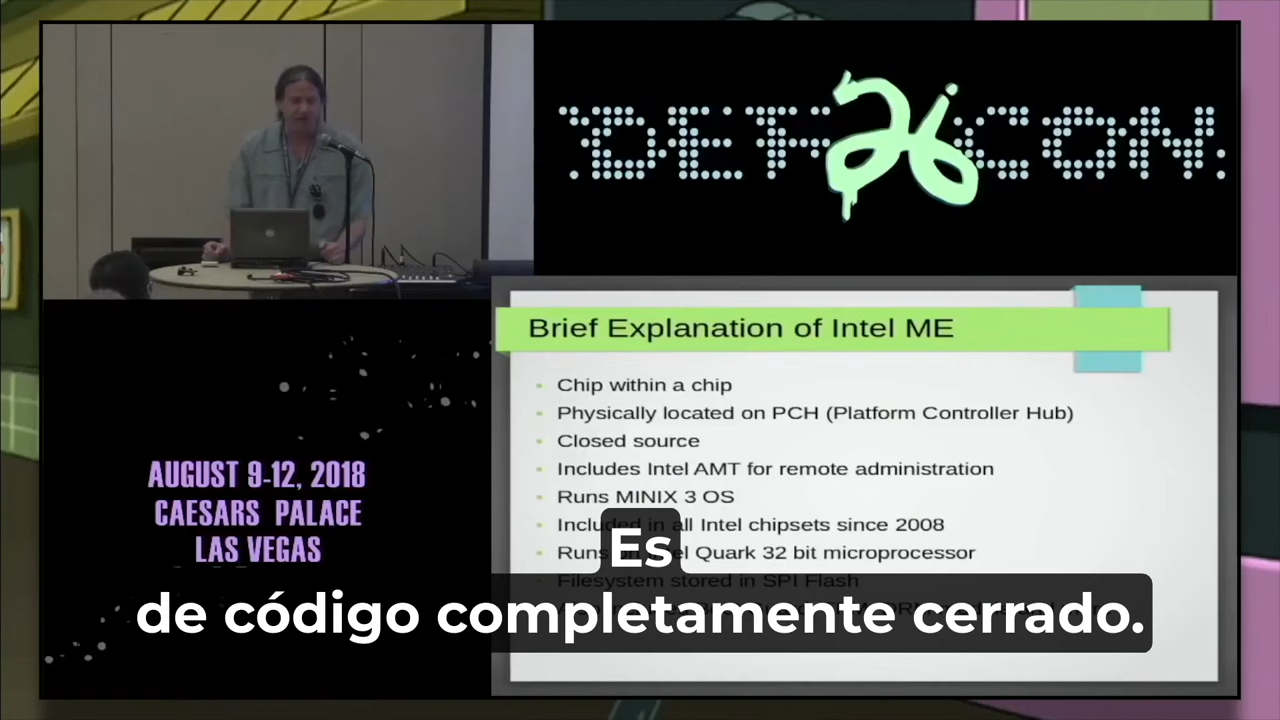 DEF 26 CON
AUGUST 9-12, 2018
CAESARS PALACE
LAS VEGAS
Brief Explanation of Intel ME
Chip within a chip
Physically located on PCH (Platform Controller Hub)
Closed source
Includes Intel AMT for remote administration
Runs MINIX 3 OS
Included in all Intel chipsets since 2008
Runs on Intel Quark 32 bit microprocessor
Filesystem stored in SPI Flash
Es
de código completamente cerrado.